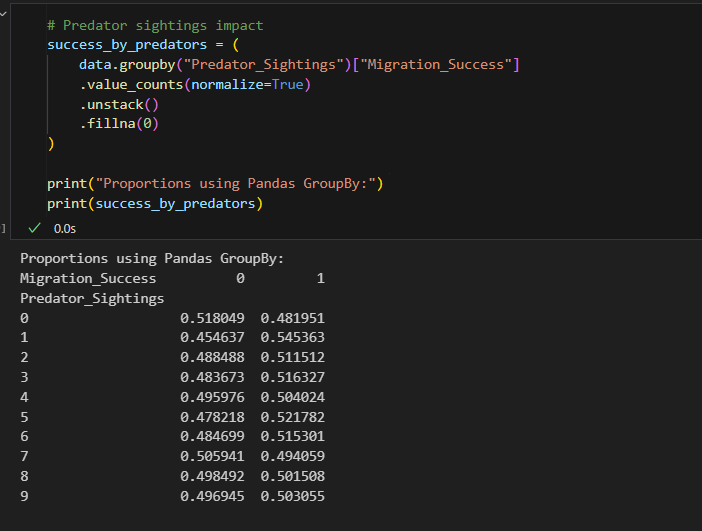 # Predator sightings impact
success_by_predators = (
    data.groupby("Predator_Sightings")["Migration_Success"]
    .value_counts(normalize=True)
    .unstack()
    .fillna(0)
)

print("Proportions using Pandas GroupBy:")
print(success_by_predators)
] ✓ 0.0s
Proportions using Pandas GroupBy:
Migration_Success          0         1
Predator_Sightings
0                   0.518049  0.481951
1                   0.454637  0.545363
2                   0.488488  0.511512
3                   0.483673  0.516327
4                   0.495976  0.504024
5                   0.478218  0.521782
6                   0.484699  0.515301
7                   0.505941  0.494059
8                   0.498492  0.501508
9                   0.496945  0.503055